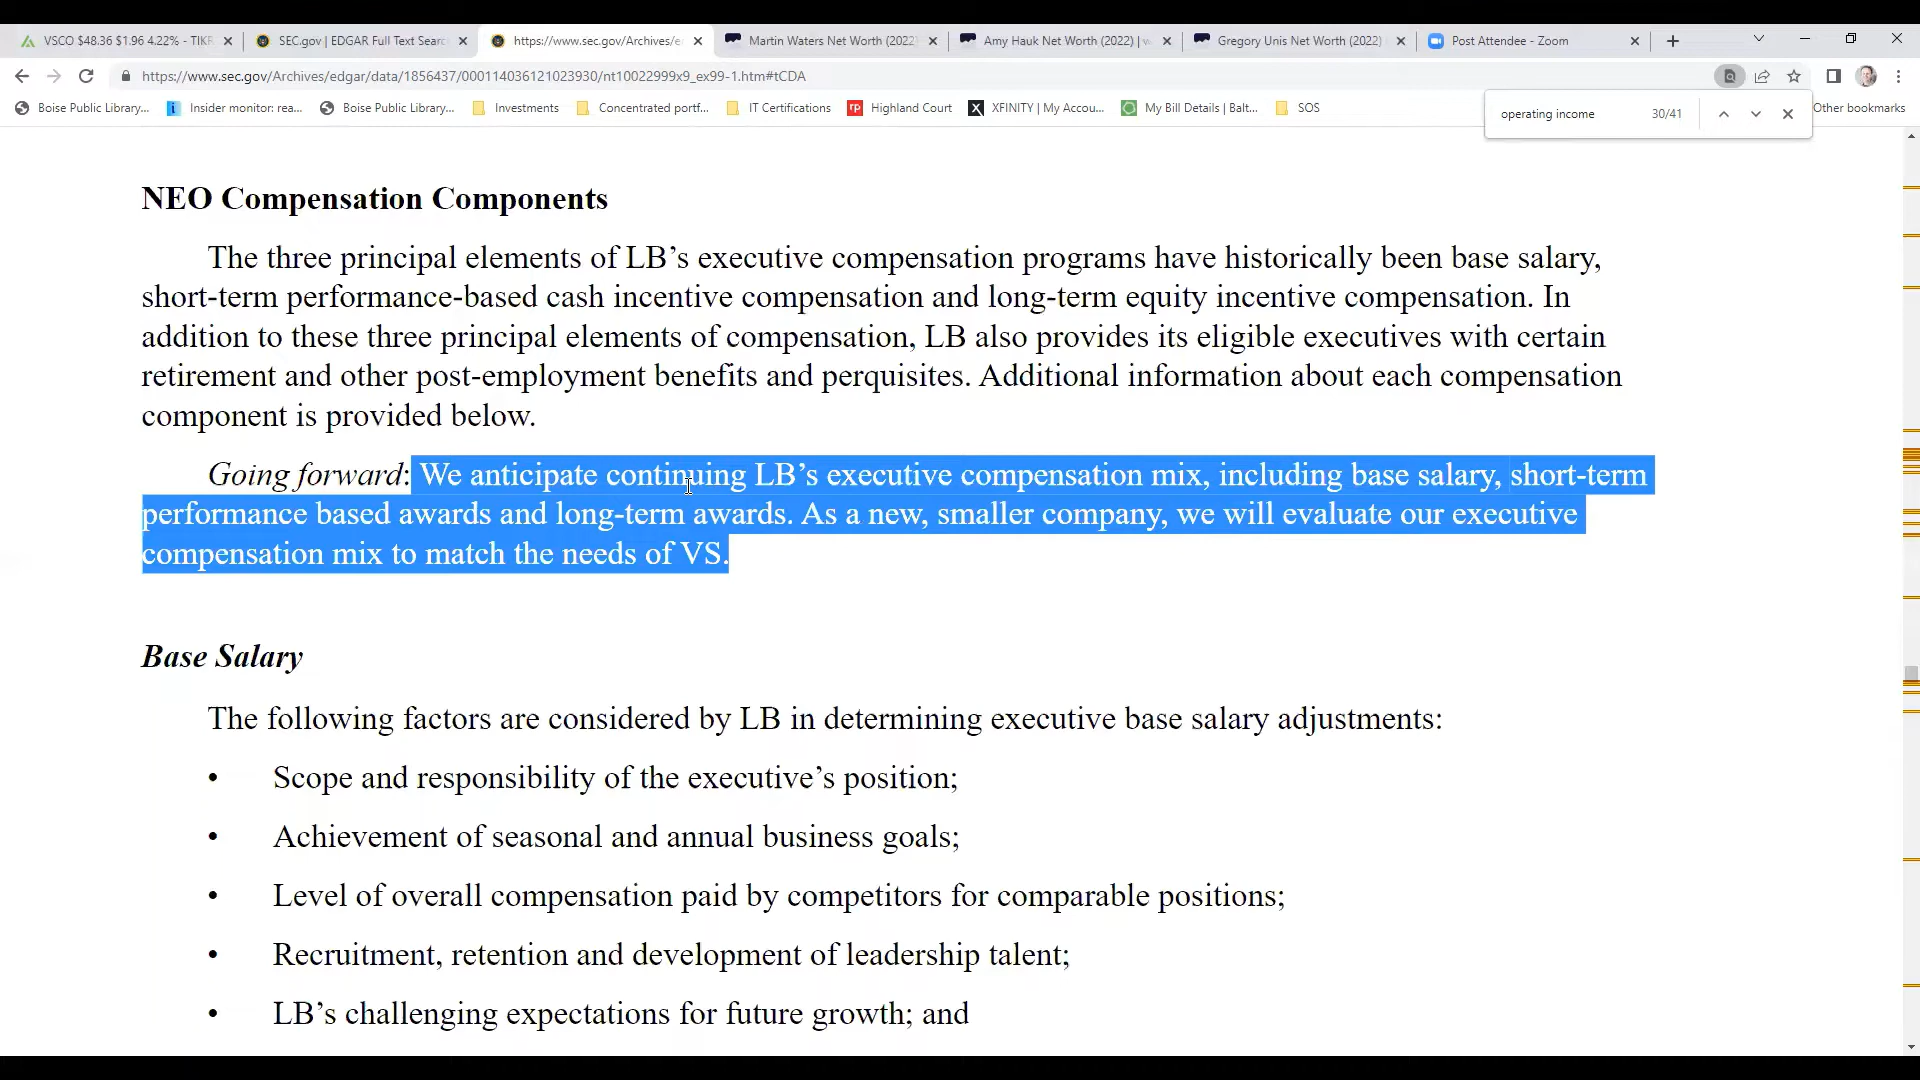 VSCO $48.36 $1.96 4.22% - TIKR
SEC.gov | EDGAR Full Text Searc
https://www.sec.gov/Archives/e
Martin Waters Net Worth (2022)
Amy Hauk Net Worth (2022) | w
Gregory Unis Net Worth (2022)
Post Attendee - Zoom
https://www.sec.gov/Archives/edgar/data/1856437/000114036121023930/nt10022999x9_ex99-1.htm#tCDA
Boise Public Library...
Insider monitor: rea...
Boise Public Library...
Investments
Concentrated portf...
IT Certifications
rp
Highland Court
X
XFINITY | My Accou...
My Bill Details | Balt...
SOS
Other bookmarks
operating income
30/41
NEO Compensation Components
The three principal elements of LB’s executive compensation programs have historically been base salary,
short-term performance-based cash incentive compensation and long-term equity incentive compensation. In
addition to these three principal elements of compensation, LB also provides its eligible executives with certain
retirement and other post-employment benefits and perquisites. Additional information about each compensation
component is provided below.
Going forward: We anticipate continuing LB’s executive compensation mix, including base salary, short-term
performance based awards and long-term awards. As a new, smaller company, we will evaluate our executive
compensation mix to match the needs of VS.
Base Salary
The following factors are considered by LB in determining executive base salary adjustments:
• Scope and responsibility of the executive’s position;
• Achievement of seasonal and annual business goals;
• Level of overall compensation paid by competitors for comparable positions;
• Recruitment, retention and development of leadership talent;
• LB’s challenging expectations for future growth; and